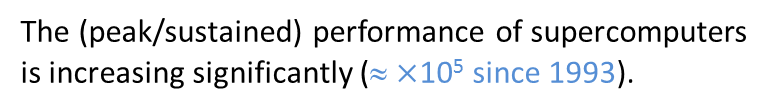 The (peak/sustained) performance of supercomputers
is increasing significantly (≈ ×10⁵ since 1993).